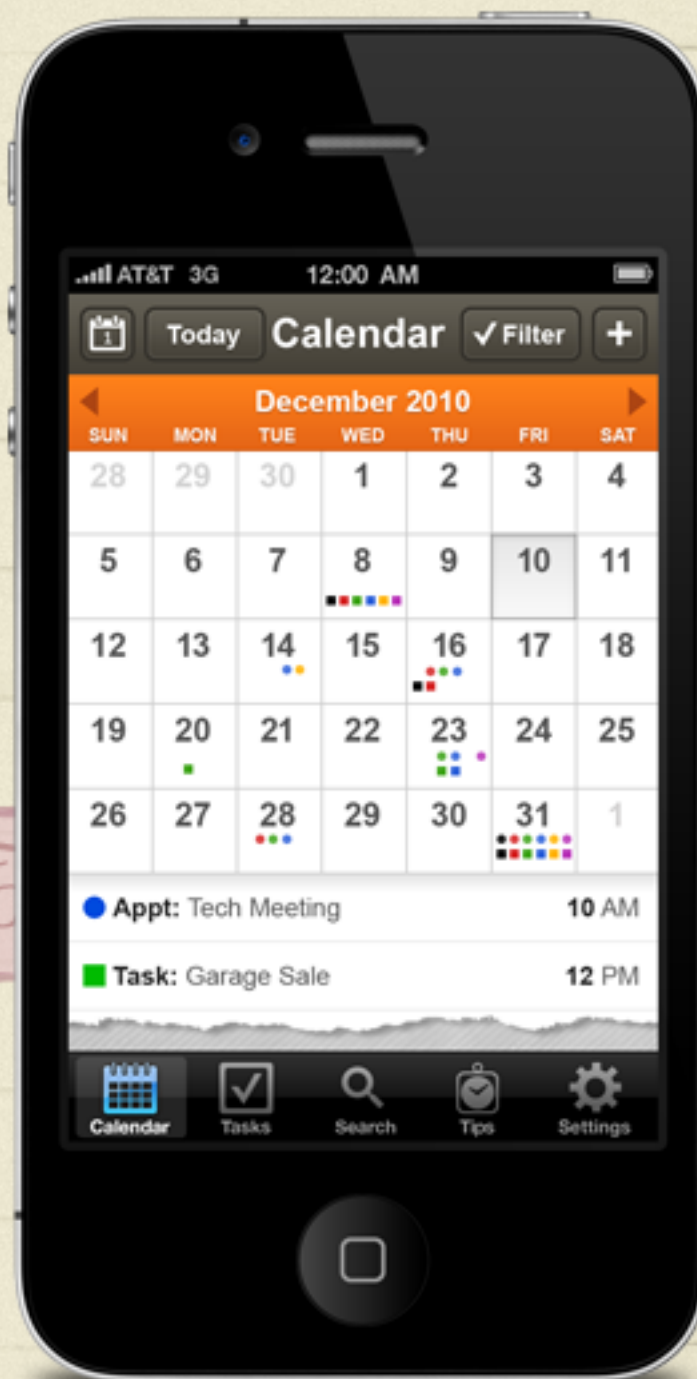 AT&T 3G 12:00 AM
1 Today Calendar ✓ Filter +
December 2010
SUN MON TUE WED THU FRI SAT
28 29 30 1 2 3 4
5 6 7 8 9 10 11
12 13 14 15 16 17 18
19 20 21 22 23 24 25
26 27 28 29 30 31 1
Appt: Tech Meeting 10 AM
Task: Garage Sale 12 PM
Calendar Tasks Search Tips Settings